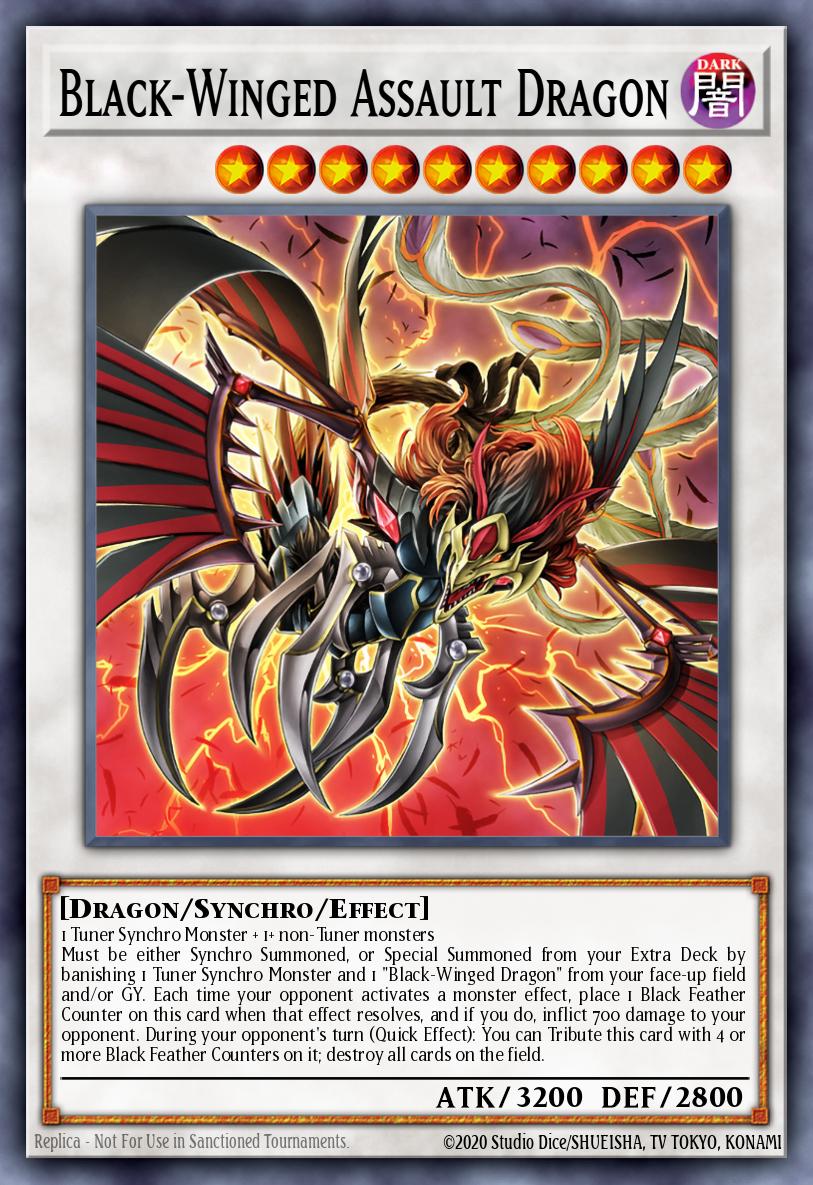 Black-Winged Assault Dragon
DARK
闇
[Dragon/Synchro/Effect]
1 Tuner Synchro Monster + 1+ non-Tuner monsters
Must be either Synchro Summoned, or Special Summoned from your Extra Deck by
banishing 1 Tuner Synchro Monster and 1 "Black-Winged Dragon" from your face-up field
and/or GY. Each time your opponent activates a monster effect, place 1 Black Feather
Counter on this card when that effect resolves, and if you do, inflict 700 damage to your
opponent. During your opponent's turn (Quick Effect): You can Tribute this card with 4 or
more Black Feather Counters on it; destroy all cards on the field.
ATK/3200 DEF/2800
Replica - Not For Use in Sanctioned Tournaments.
©2020 Studio Dice/SHUEISHA, TV TOKYO, KONAMI